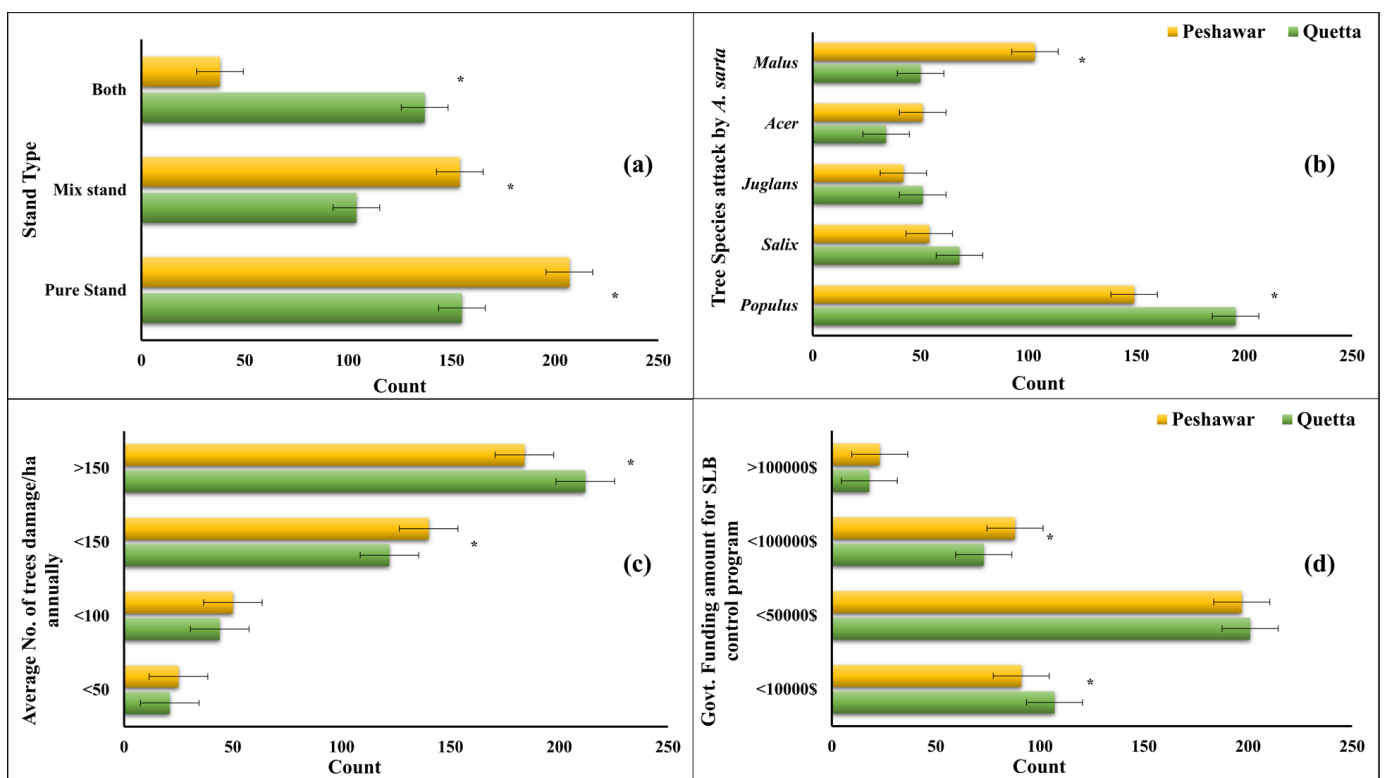 Stand Type
Both
*
Mix stand
*
(a)
Pure Stand
*
0 50 100 150 200 250
Count
Peshawar Quetta
Tree Species attack by A. sarta
Malus
*
Acer
Juglans
(b)
Salix
Populus
*
0 50 100 150 200 250
Count
Average No. of trees damage/ha
annually
>150
*
<150
*
(c)
<100
<50
0 50 100 150 200 250
Count
Peshawar Quetta
Govt. Funding amount for SLB
control program
>100000$
<100000$
*
(d)
<50000$
<10000$
*
0 50 100 150 200 250
Count